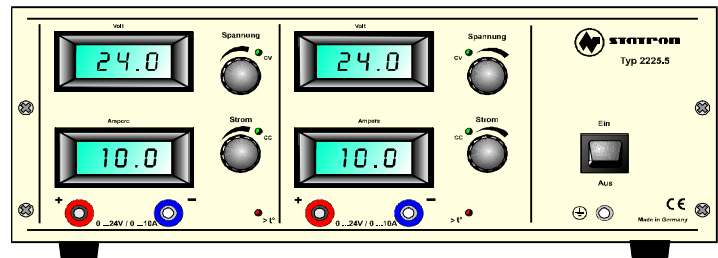 Volt
24.0
Spannung
CV
Ampere
10.0
Strom
CC
+ −
0 ...24V / 0 ...10A
> t°
Volt
24.0
Spannung
CV
Ampere
10.0
Strom
CC
+ −
0 ...24V / 0 ...10A
> t°
statron
Typ 2225.5
Ein
Aus
CE
Made in Germany